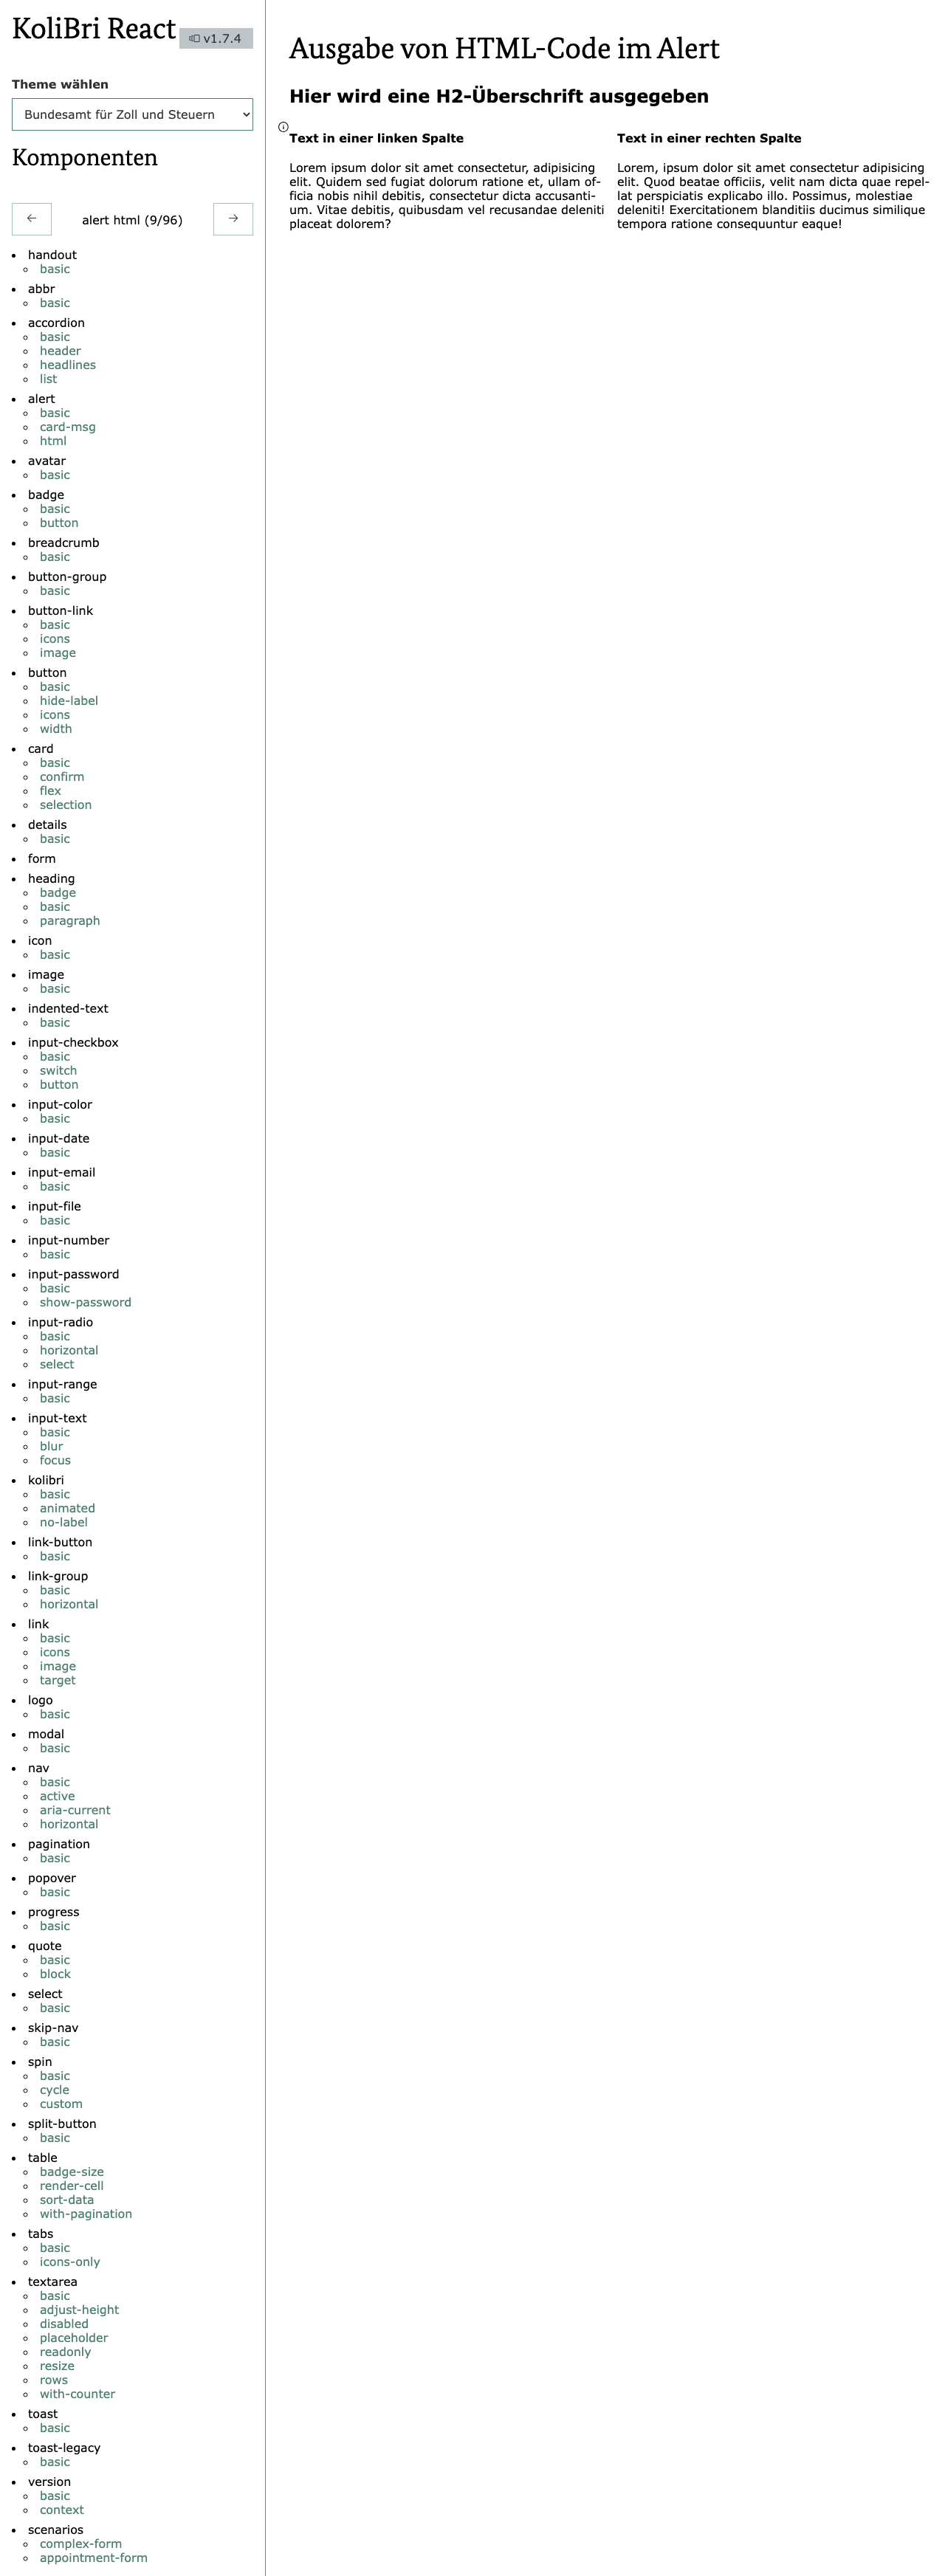 KoliBri React
v1.7.4
Theme wählen
Bundesamt für Zoll und Steuern
Komponenten
alert html (9/96)
handout
basic
abbr
basic
accordion
basic
header
headlines
list
alert
basic
card-msg
html
avatar
basic
badge
basic
button
breadcrumb
basic
button-group
basic
button-link
basic
icons
image
button
basic
hide-label
icons
width
card
basic
confirm
flex
selection
details
basic
form
heading
badge
basic
paragraph
icon
basic
image
basic
indented-text
basic
input-checkbox
basic
switch
button
input-color
basic
input-date
basic
input-email
basic
input-file
basic
input-number
basic
input-password
basic
show-password
input-radio
basic
horizontal
select
input-range
basic
input-text
basic
blur
focus
kolibri
basic
animated
no-label
link-button
basic
link-group
basic
horizontal
link
basic
icons
image
target
logo
basic
modal
basic
nav
basic
active
aria-current
horizontal
pagination
basic
popover
basic
progress
basic
quote
basic
block
select
basic
skip-nav
basic
spin
basic
cycle
custom
split-button
basic
table
badge-size
render-cell
sort-data
with-pagination
tabs
basic
icons-only
textarea
basic
adjust-height
disabled
placeholder
readonly
resize
rows
with-counter
toast
basic
toast-legacy
basic
version
basic
context
scenarios
complex-form
appointment-form
Ausgabe von HTML-Code im Alert
Hier wird eine H2-Überschrift ausgegeben
Text in einer linken Spalte
Lorem ipsum dolor sit amet consectetur, adipisicing
elit. Quidem sed fugiat dolorum ratione et, ullam of-
ficia nobis nihil debitis, consectetur dicta accusanti-
um. Vitae debitis, quibusdam vel recusandae deleniti
placeat dolorem?
Text in einer rechten Spalte
Lorem, ipsum dolor sit amet consectetur adipisicing
elit. Quod beatae officiis, velit nam dicta quae repel-
lat perspiciatis explicabo illo. Possimus, molestiae
deleniti! Exercitationem blanditiis ducimus similique
tempora ratione consequuntur eaque!